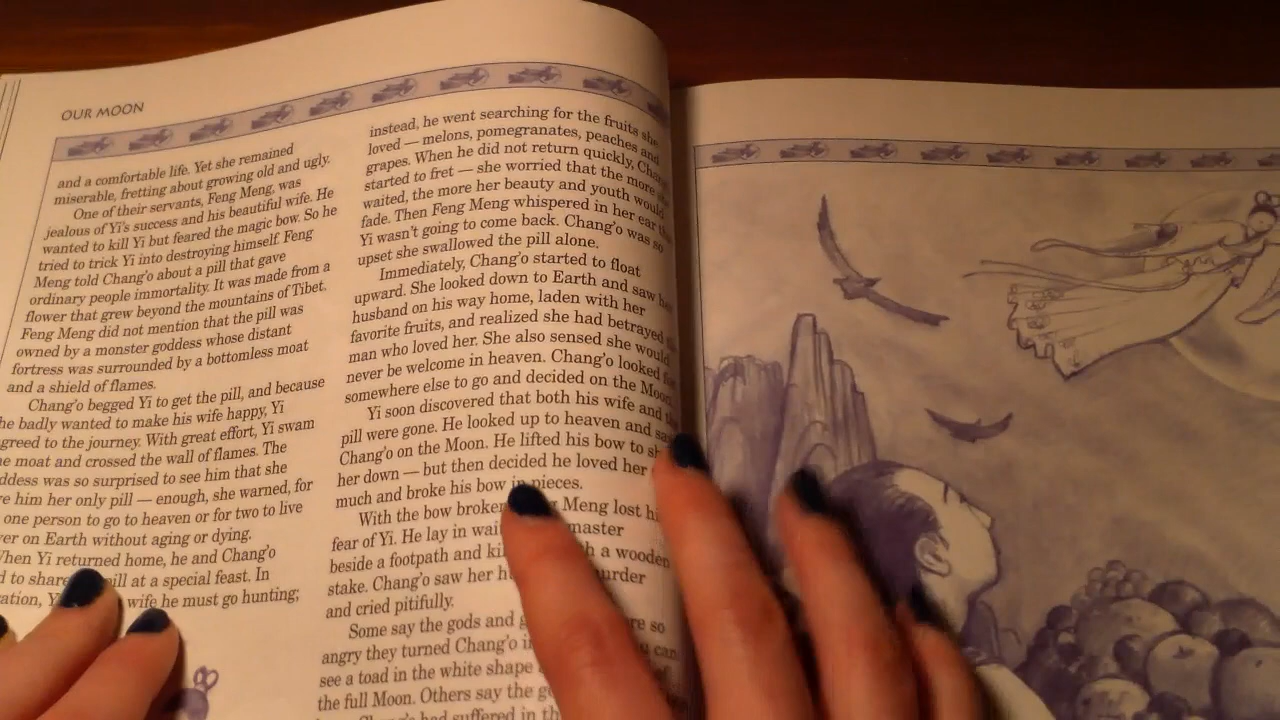 OUR MOON
and a comfortable life. Yet she remained
miserable, fretting about growing old and ugly.
One of their servants, Feng Meng, was
jealous of Yi's success and his beautiful wife. He
wanted to kill Yi but feared the magic bow. So he
tried to trick Yi into destroying himself. Feng
Meng told Chang'o about a pill that gave
ordinary people immortality. It was made from a
flower that grew beyond the mountains of Tibet.
Feng Meng did not mention that the pill was
owned by a monster goddess whose distant
fortress was surrounded by a bottomless moat
and a shield of flames.
Chang'o begged Yi to get the pill, and because
he badly wanted to make his wife happy, Yi
greed to the journey. With great effort, Yi swam
e moat and crossed the wall of flames. The
ddess was so surprised to see him that she
e him her only pill — enough, she warned, for
one person to go to heaven or for two to live
er on Earth without aging or dying.
When Yi returned home, he and Chang'o
d to share pill at a special feast. In
ation, wife he must go hunting;
instead, he went searching for the fruits she
loved — melons, pomegranates, peaches and
grapes. When he did not return quickly, Chang
started to fret — she worried that the more
waited, the more her beauty and youth would
fade. Then Feng Meng whispered in her ear
Yi wasn't going to come back. Chang'o was so
upset she swallowed the pill alone.
Immediately, Chang'o started to float
upward. She looked down to Earth and saw
husband on his way home, laden with her
favorite fruits, and realized she had betrayed
man who loved her. She also sensed she would
never be welcome in heaven. Chang'o looked
somewhere else to go and decided on the Moon.
Yi soon discovered that both his wife and
pill were gone. He looked up to heaven and
Chang'o on the Moon. He lifted his bow to
her down — but then decided he loved her
much and broke his bow in pieces.
With the bow broken Meng lost
fear of Yi. He lay in master
beside a footpath and a wooden
stake. Chang'o saw her
and cried pitifully.
Some say the gods and so
angry they turned Chang'o can
see a toad in the white shape
the full Moon. Others say the
had suffered in